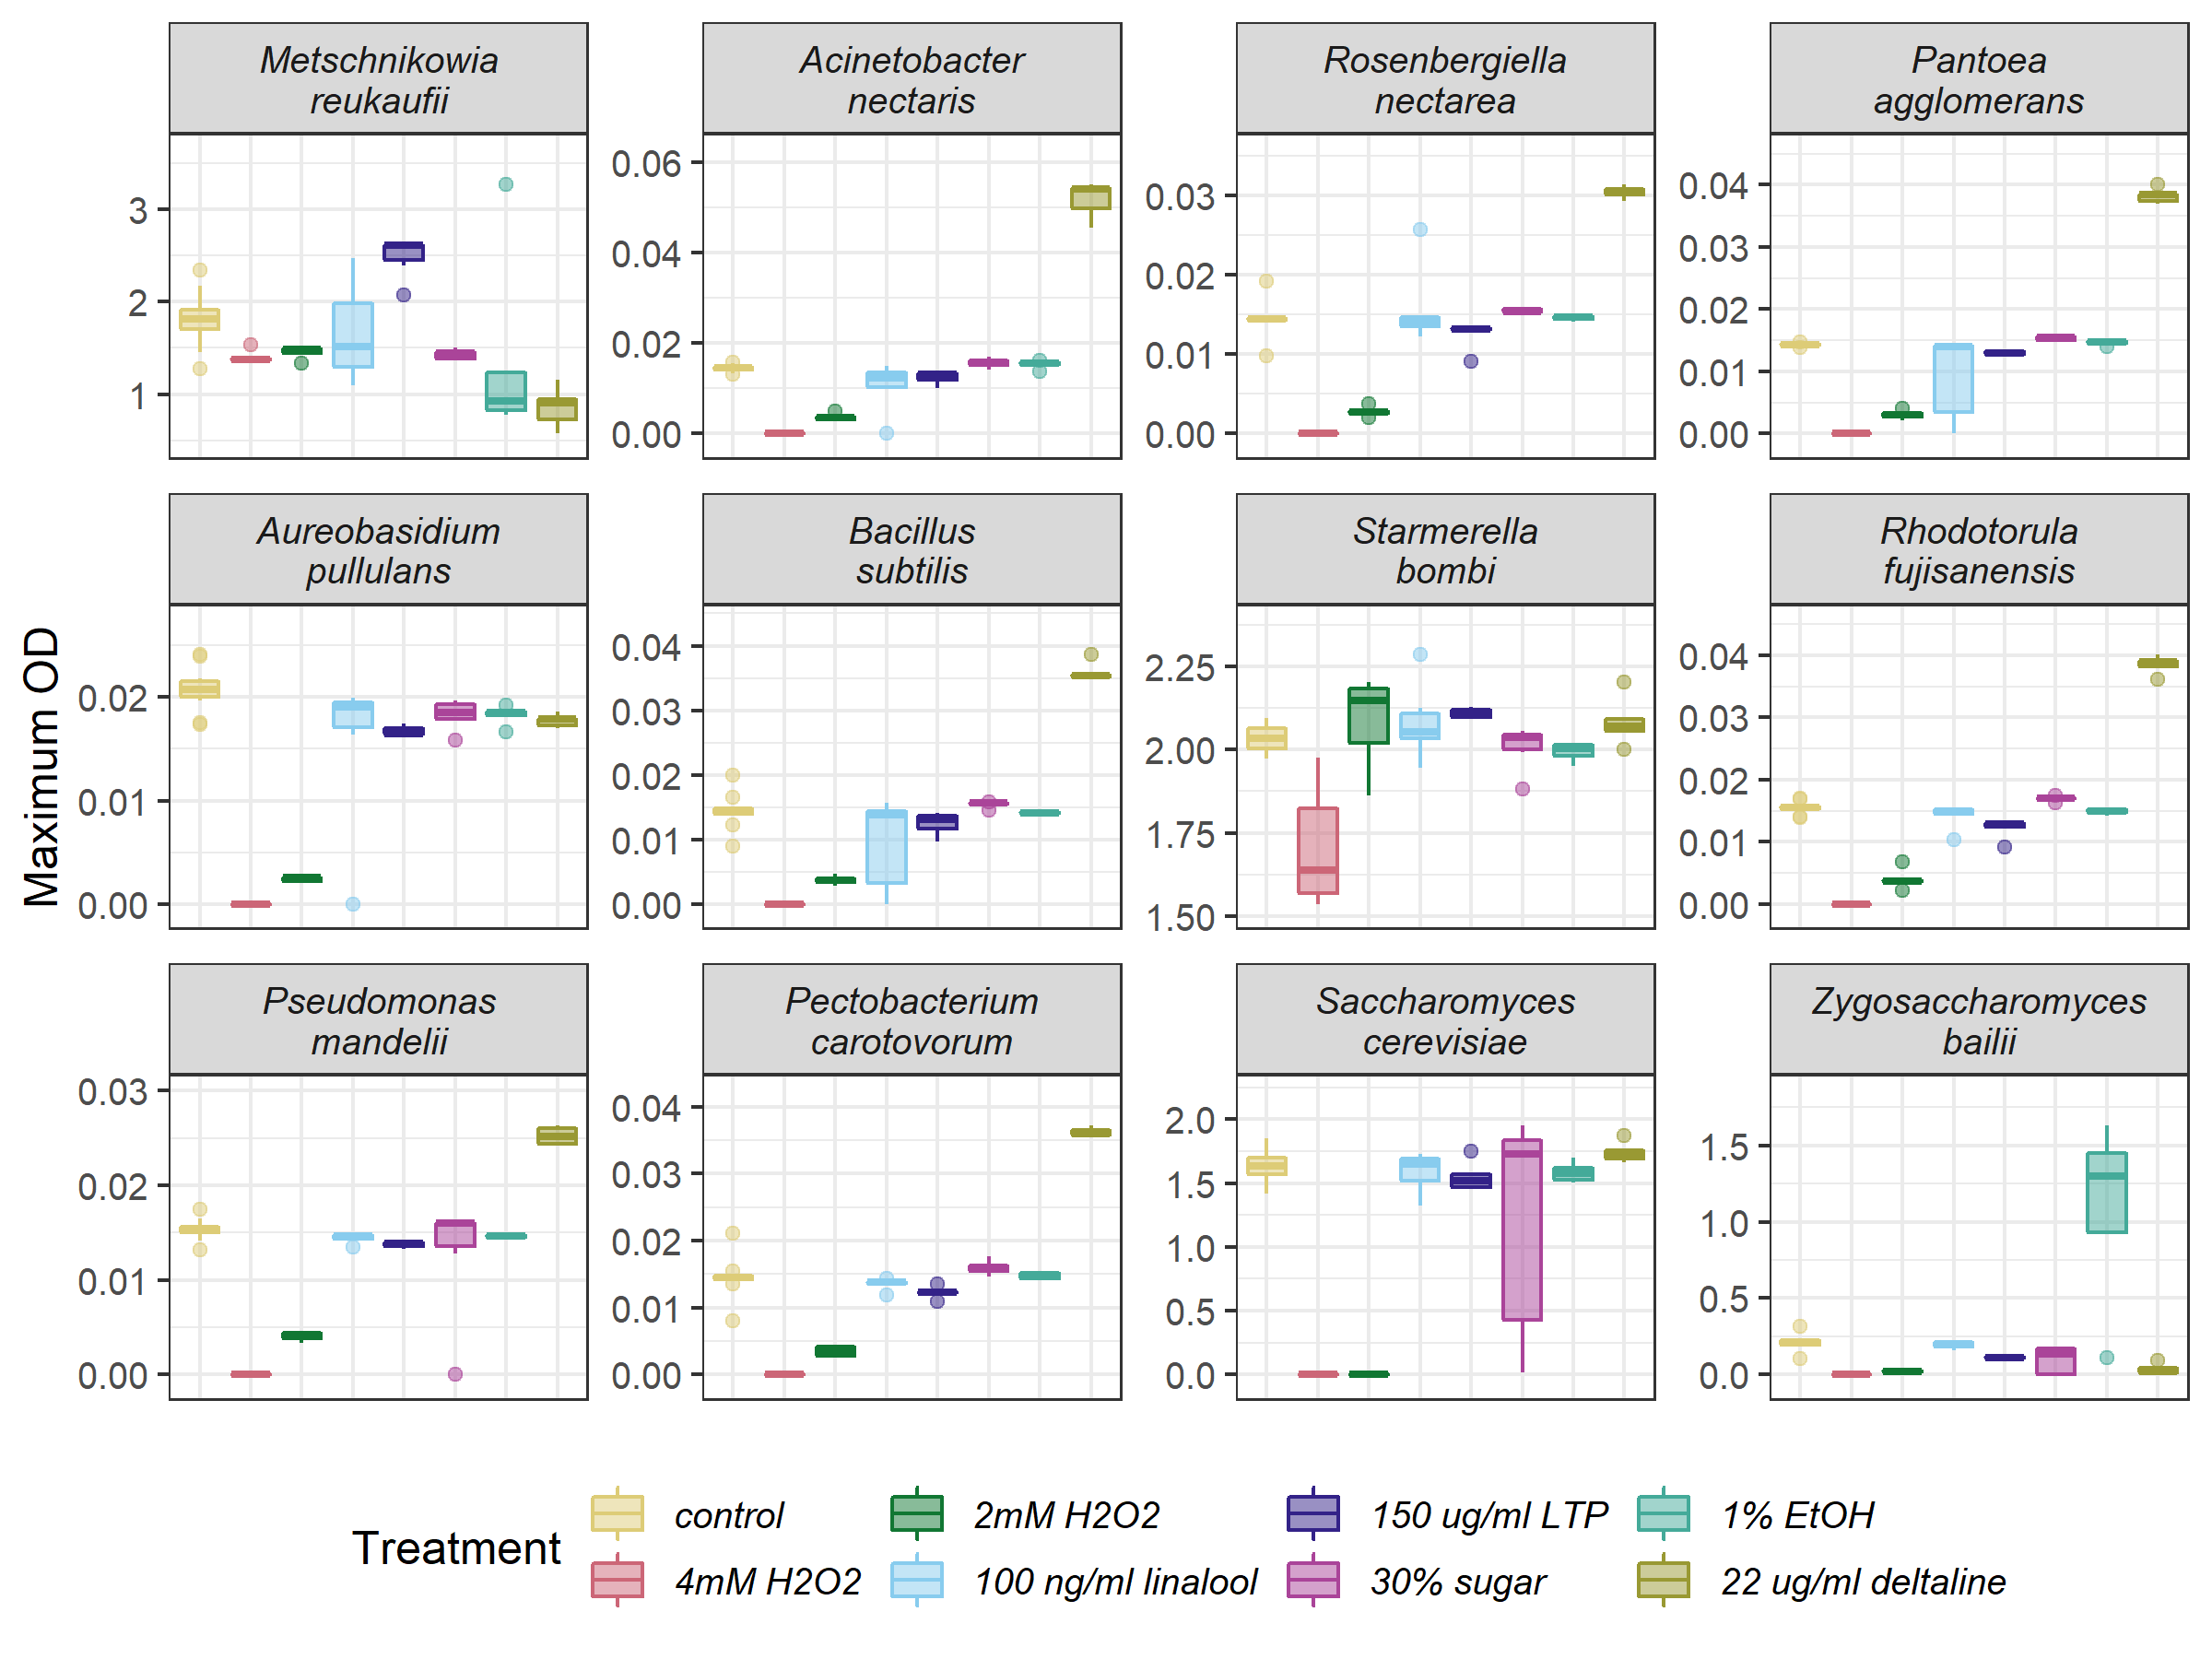 Metschnikowia
reukaufii
Acinetobacter
nectaris
Rosenbergiella
nectarea
Pantoea
agglomerans
3
2
1
0.06
0.04
0.02
0.00
0.03
0.02
0.01
0.00
0.04
0.03
0.02
0.01
0.00
Aureobasidium
pullulans
Bacillus
subtilis
Starmerella
bombi
Rhodotorula
fujisanensis
Maximum OD
0.02
0.01
0.00
0.04
0.03
0.02
0.01
0.00
2.25
2.00
1.75
1.50
0.04
0.03
0.02
0.01
0.00
Pseudomonas
mandelii
Pectobacterium
carotovorum
Saccharomyces
cerevisiae
Zygosaccharomyces
bailii
0.03
0.02
0.01
0.00
0.04
0.03
0.02
0.01
0.00
2.0
1.5
1.0
0.5
0.0
1.5
1.0
0.5
0.0
Treatment
control
2mM H2O2
150 ug/ml LTP
1% EtOH
4mM H2O2
100 ng/ml linalool
30% sugar
22 ug/ml deltaline